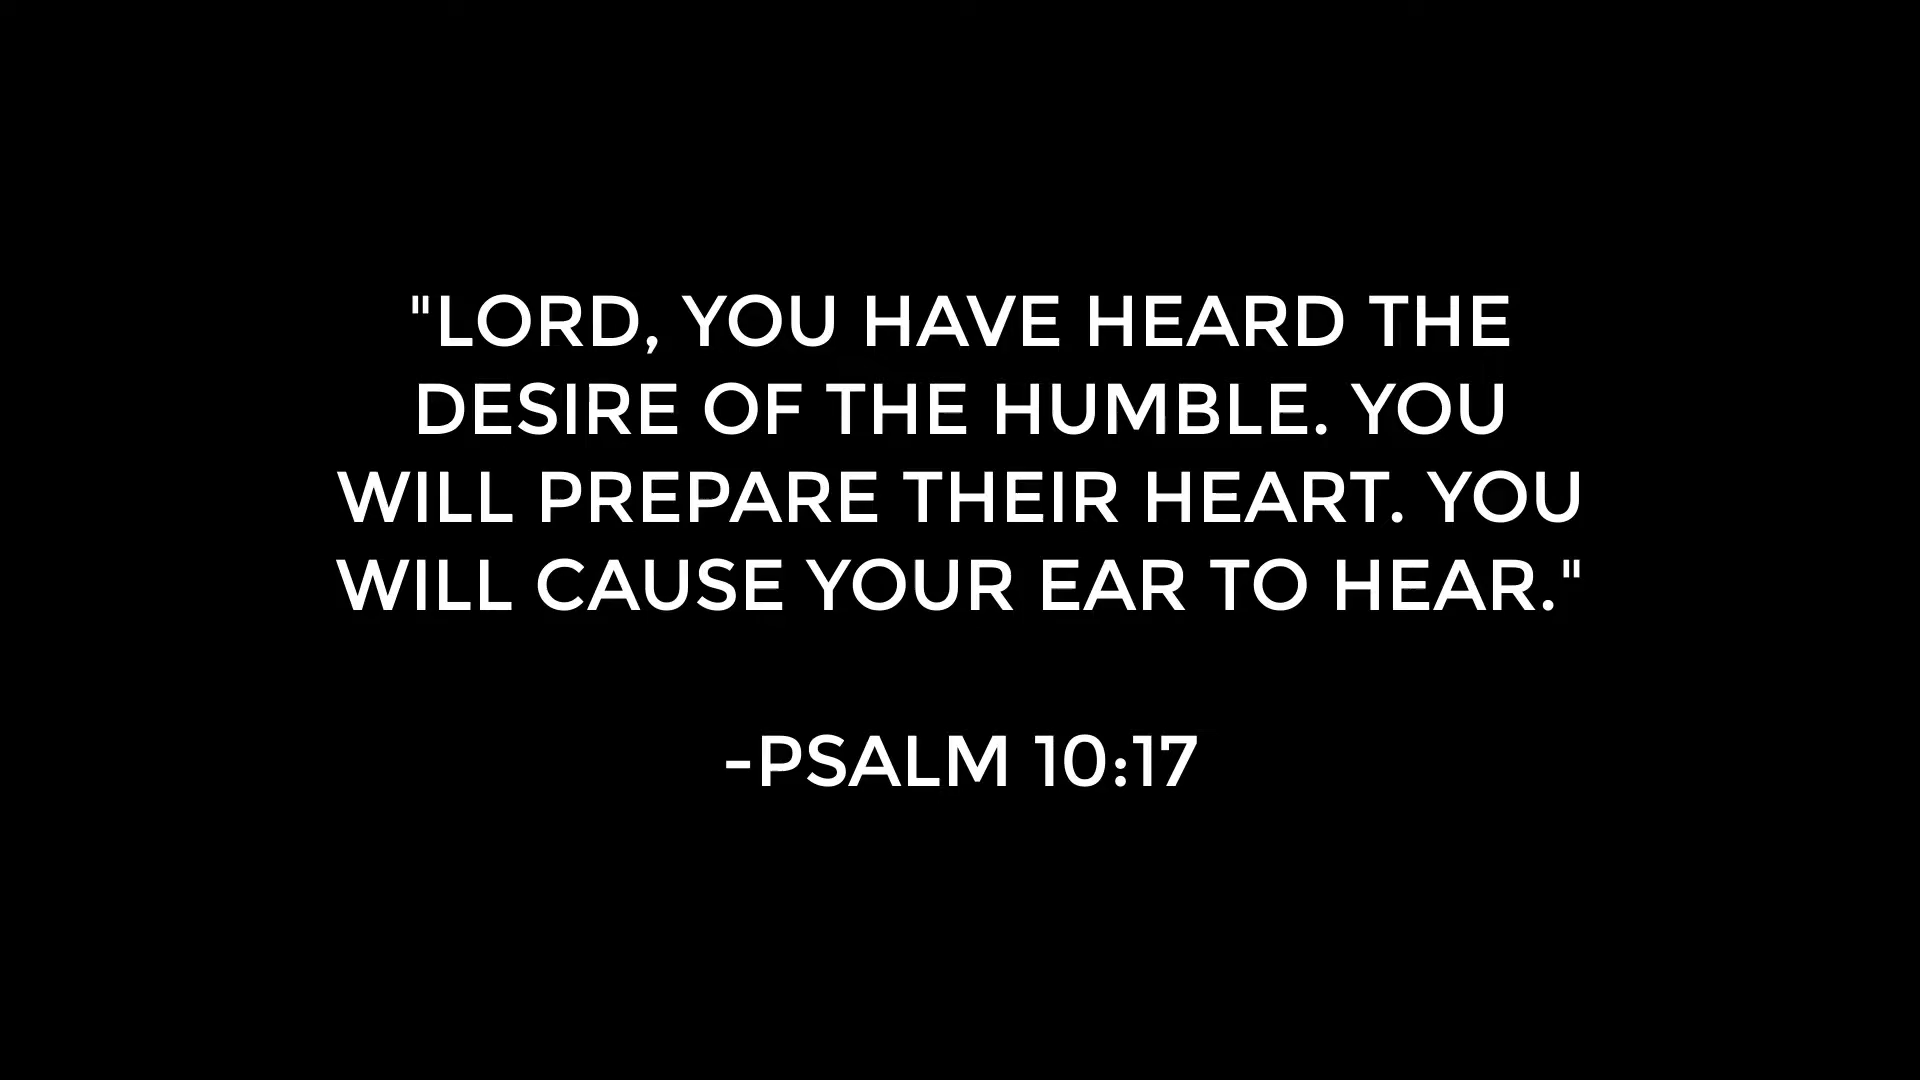 "LORD, YOU HAVE HEARD THE
DESIRE OF THE HUMBLE. YOU
WILL PREPARE THEIR HEART. YOU
WILL CAUSE YOUR EAR TO HEAR."
-PSALM 10:17